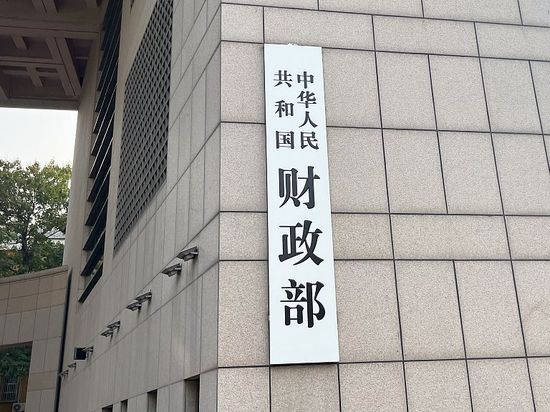 中华人民
共和国
财政部